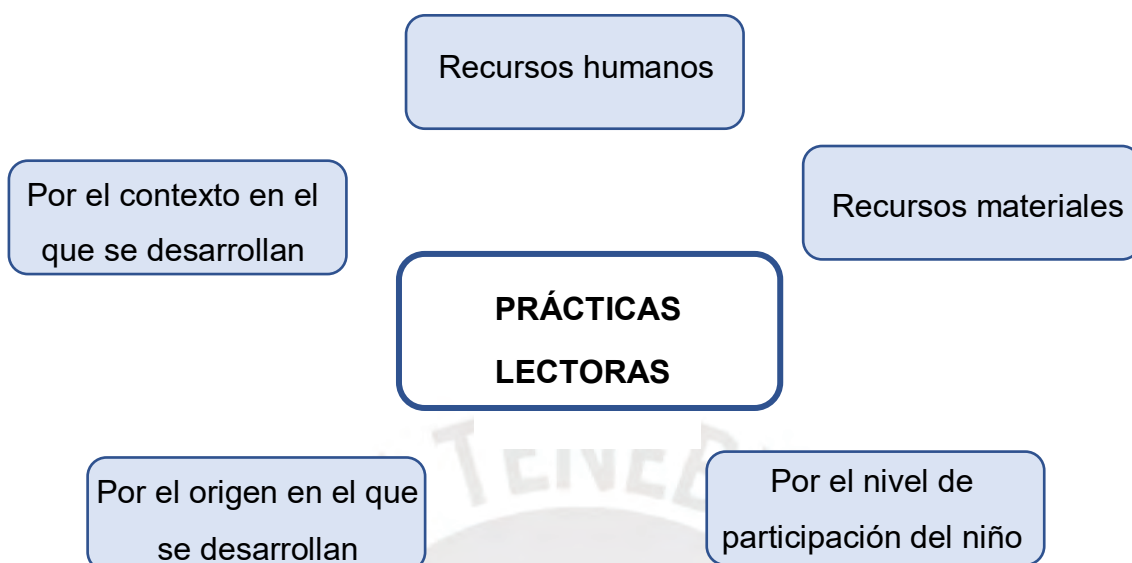 Recursos humanos
Por el contexto en el
que se desarrollan
Recursos materiales
PRÁCTICAS
LECTORAS
Por el origen en el que
se desarrollan
Por el nivel de
participación del niño